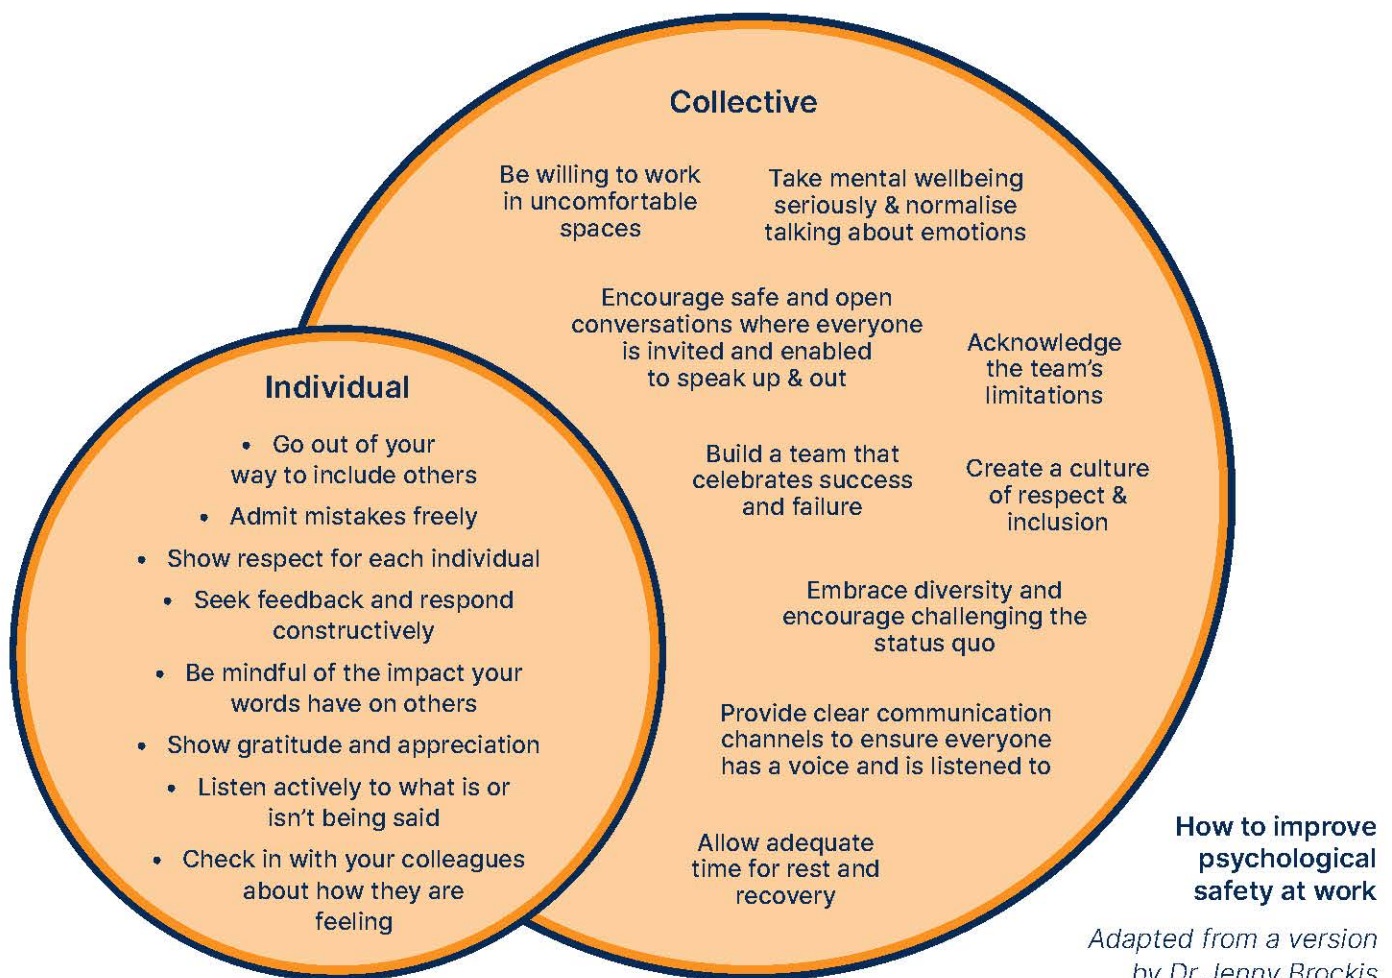 Collective
Be willing to work
in uncomfortable
spaces
Take mental wellbeing
seriously & normalise
talking about emotions
Encourage safe and open
conversations where everyone
is invited and enabled
to speak up & out
Acknowledge
the team's
limitations
Build a team that
celebrates success
and failure
Create a culture
of respect &
inclusion
Embrace diversity and
encourage challenging the
status quo
Provide clear communication
channels to ensure everyone
has a voice and is listened to
Allow adequate
time for rest and
recovery
Individual
• Go out of your
way to include others
• Admit mistakes freely
• Show respect for each individual
• Seek feedback and respond
constructively
• Be mindful of the impact your
words have on others
• Show gratitude and appreciation
• Listen actively to what is or
isn't being said
• Check in with your colleagues
about how they are
feeling
How to improve
psychological
safety at work
Adapted from a version
by Dr. Jenny Brockis